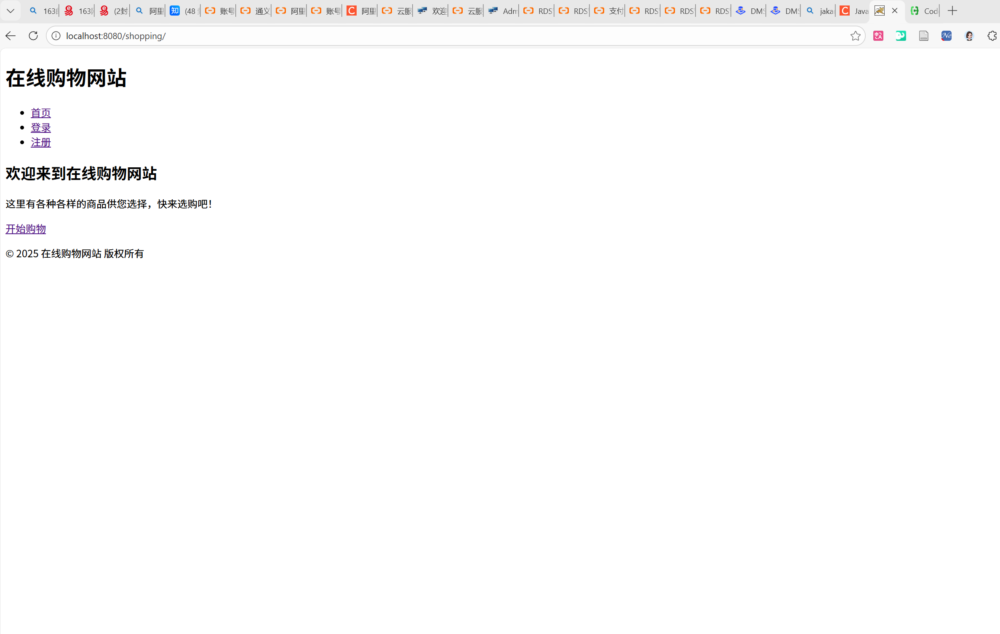 163 163 (2封 阿里 知 (48 账号 通义 阿里 账号 C 阿里 云服 欢迎 云服 Adm RDS RDS 支付 RDS RDS RDS DMS DMS jaka C Java Cod
localhost:8080/shopping/
在线购物网站
首页
登录
注册
欢迎来到在线购物网站
这里有各种各样的商品供您选择，快来选购吧！
开始购物
© 2025 在线购物网站 版权所有